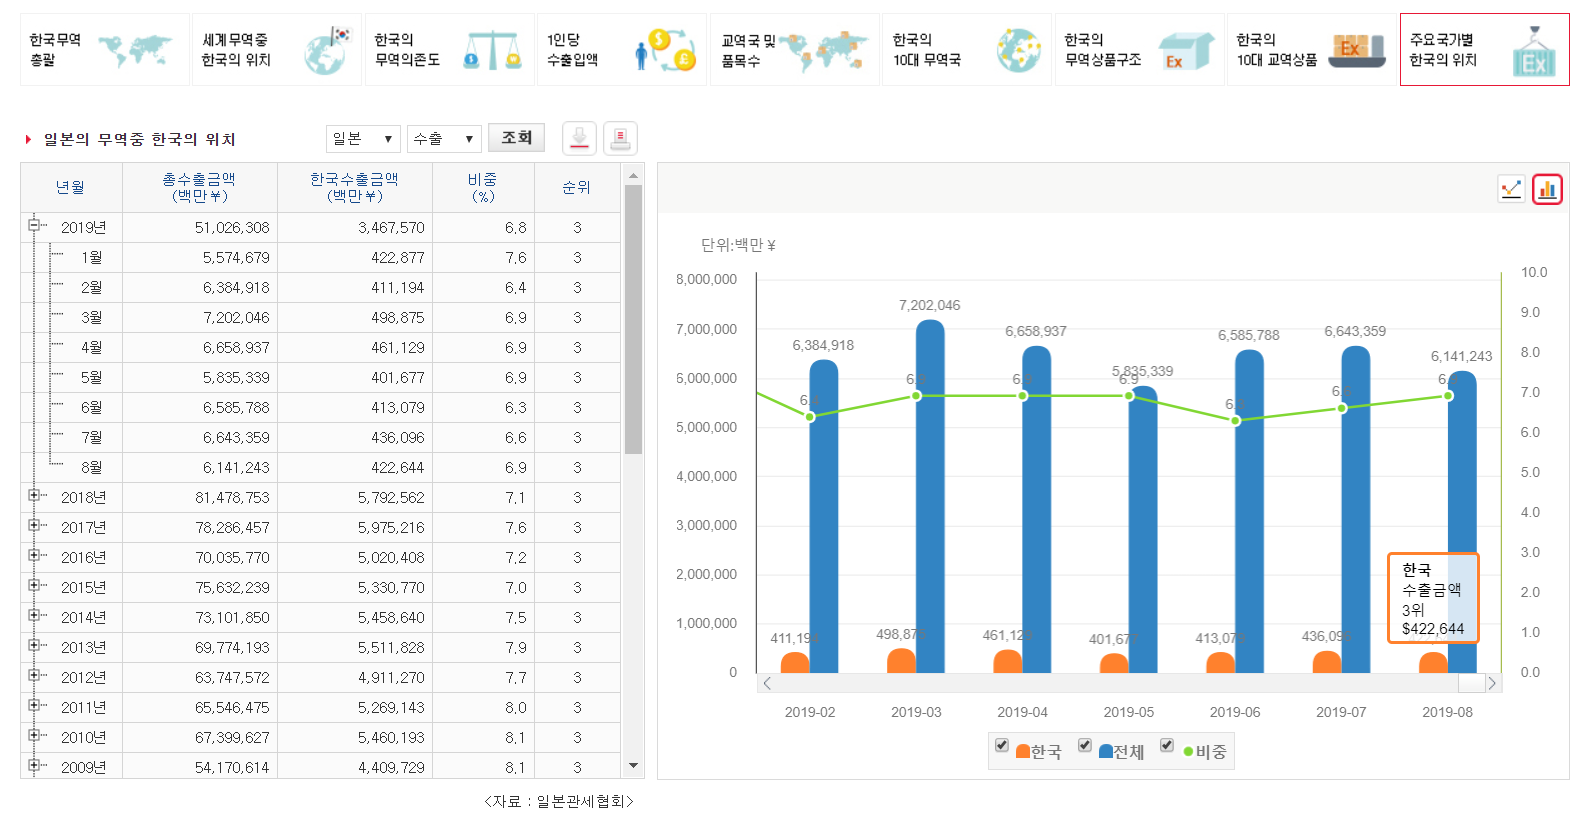 한국무역
총괄
세계무역중
한국의 위치
한국의
무역의존도
1인당
수출입액
교역국 및
품목수
한국의
10대 무역국
한국의
무역상품구조
Ex
한국의
10대 교역상품
Ex
주요국가별
한국의 위치
Ex
일본의 무역중 한국의 위치
일본 ▼ 수출 ▼ 조회
년월 총수출금액 (백만￥) 한국수출금액 (백만￥) 비중 (%) 순위
2019년 51,026,308 3,467,570 6.8 3
1월 5,574,679 422,877 7.6 3
2월 6,384,918 411,194 6.4 3
3월 7,202,046 498,875 6.9 3
4월 6,658,937 461,129 6.9 3
5월 5,835,339 401,677 6.9 3
6월 6,585,788 413,079 6.3 3
7월 6,643,359 436,096 6.6 3
8월 6,141,243 422,644 6.9 3
2018년 81,478,753 5,792,562 7.1 3
2017년 78,286,457 5,975,216 7.6 3
2016년 70,035,770 5,020,408 7.2 3
2015년 75,632,239 5,330,770 7.0 3
2014년 73,101,850 5,458,640 7.5 3
2013년 69,774,193 5,511,828 7.9 3
2012년 63,747,572 4,911,270 7.7 3
2011년 65,546,475 5,269,143 8.0 3
2010년 67,399,627 5,460,193 8.1 3
2009년 54,170,614 4,409,729 8.1 3
<자료 : 일본관세협회>
단위:백만 ¥
8,000,000
7,000,000
6,000,000
5,000,000
4,000,000
3,000,000
2,000,000
1,000,000
0
10.0
9.0
8.0
7.0
6.0
5.0
4.0
3.0
2.0
1.0
0.0
6,384,918
7,202,046
6,658,937
5,835,339
6,585,788
6,643,359
6,141,243
6.9
411,194
한국
수출금액
3위
$422,644
2019-02 2019-03 2019-04 2019-05 2019-06 2019-07 2019-08
한국 전체 비중